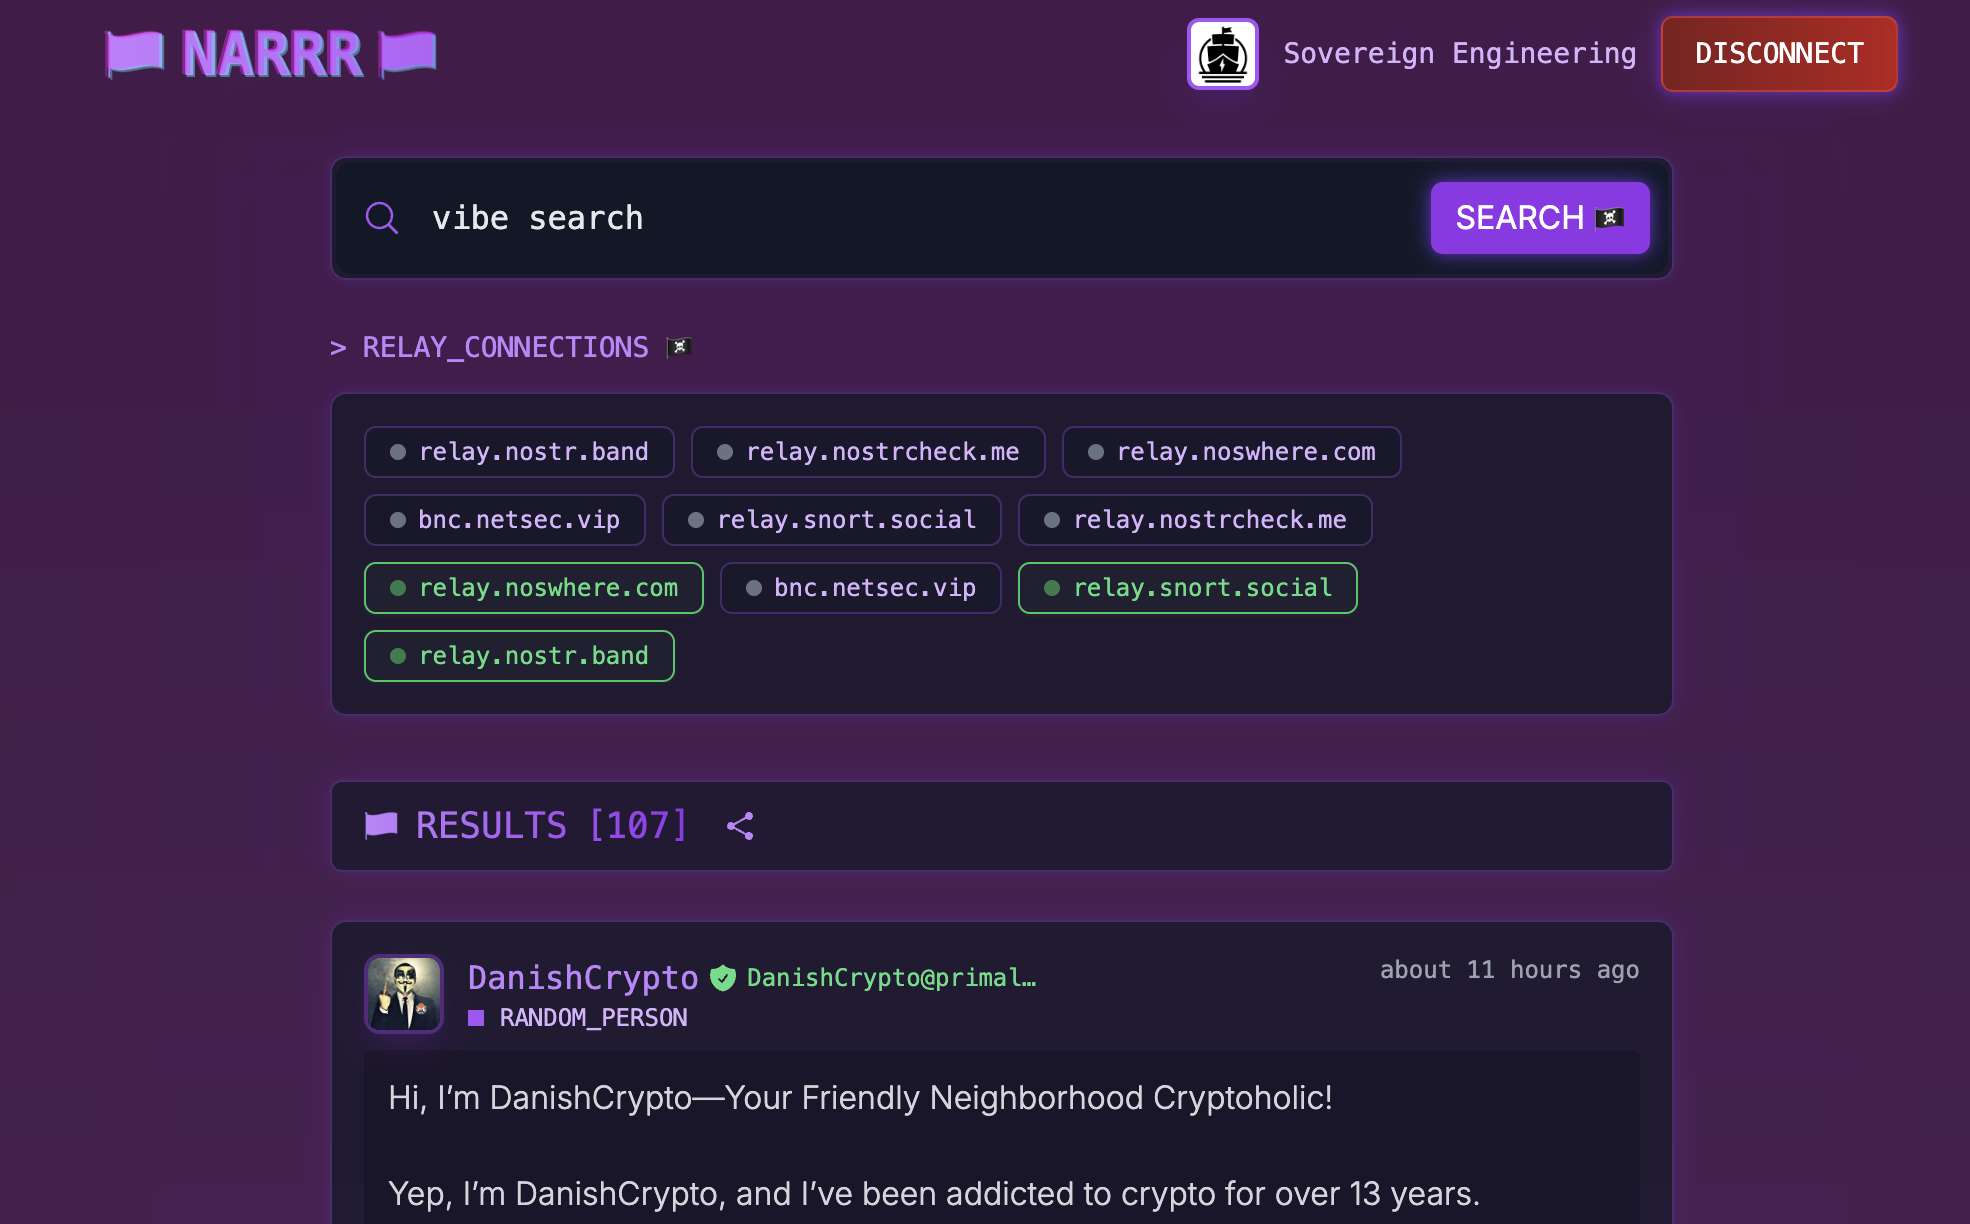 NARRR
Sovereign Engineering
DISCONNECT
vibe search
SEARCH
> RELAY_CONNECTIONS
relay.nostr.band
relay.nostrcheck.me
relay.noswhere.com
bnc.netsec.vip
relay.snort.social
relay.nostrcheck.me
relay.noswhere.com
bnc.netsec.vip
relay.snort.social
relay.nostr.band
RESULTS [107]
DanishCrypto
DanishCrypto@primal…
about 11 hours ago
RANDOM_PERSON
Hi, I’m DanishCrypto—Your Friendly Neighborhood Cryptoholic!
Yep, I’m DanishCrypto, and I’ve been addicted to crypto for over 13 years.